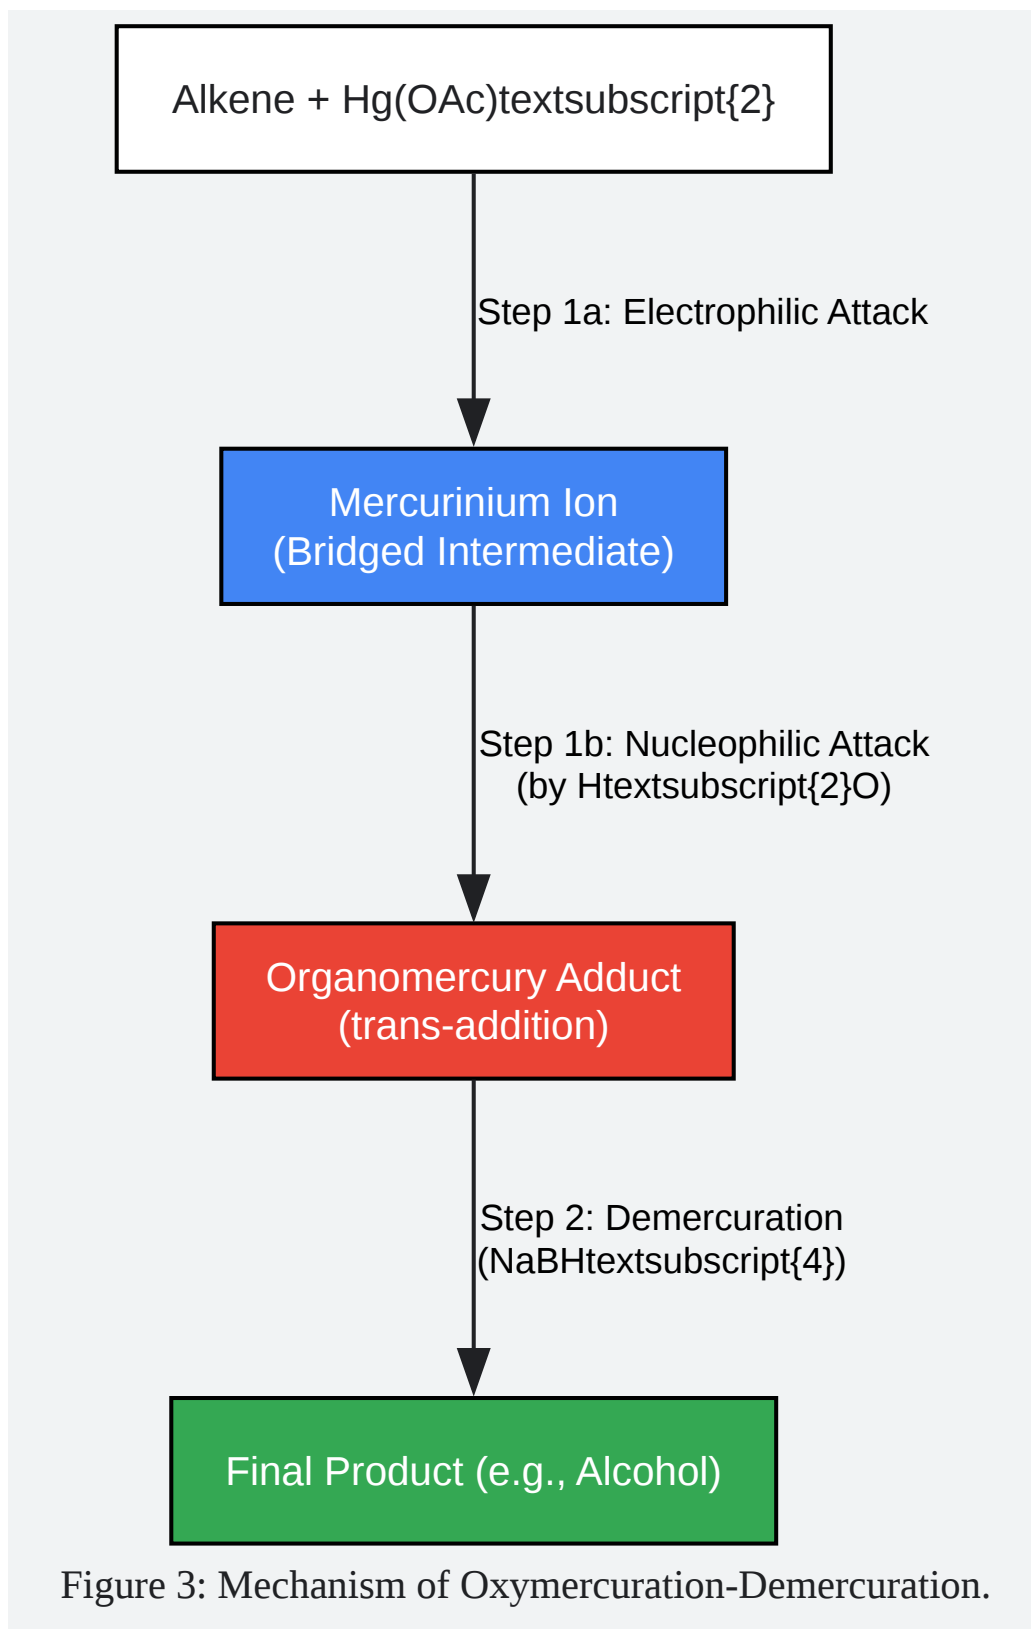 Alkene + Hg(OAc)textsubscript{2}
Step 1a: Electrophilic Attack
Mercurinium Ion
(Bridged Intermediate)
Step 1b: Nucleophilic Attack
(by Htextsubscript{2}O)
Organomercury Adduct
(trans-addition)
Step 2: Demercuration
(NaBHtextsubscript{4})
Final Product (e.g., Alcohol)
Figure 3: Mechanism of Oxymercuration-Demercuration.